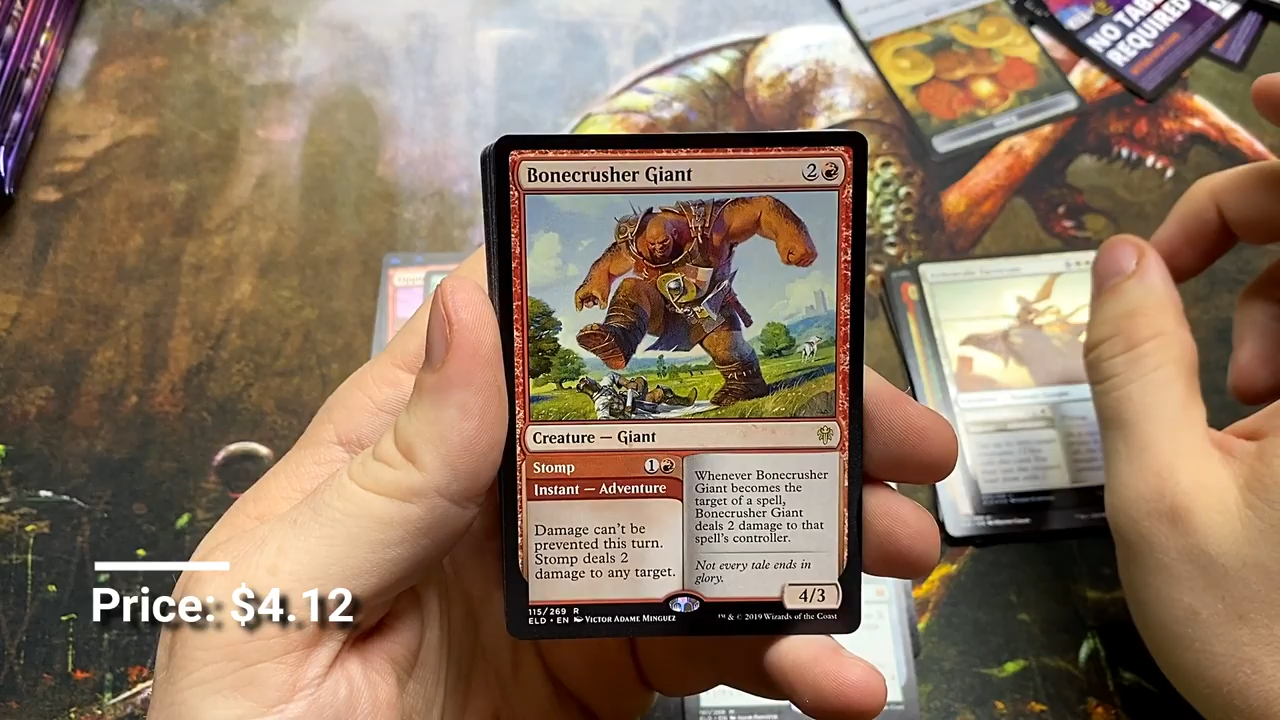 NO TABL
REQUIRED
Bonecrusher Giant 2
Creature — Giant
Stomp 1
Instant — Adventure
Damage can't be
prevented this turn.
Stomp deals 2
damage to any target.
Whenever Bonecrusher
Giant becomes the
target of a spell,
Bonecrusher Giant
deals 2 damage to that
spell's controller.
Not every tale ends in
glory.
4/3
115/269 R
ELD • EN VICTOR ADAME MINGUEZ
™ & © 2019 Wizards of the Coast
Price: $4.12